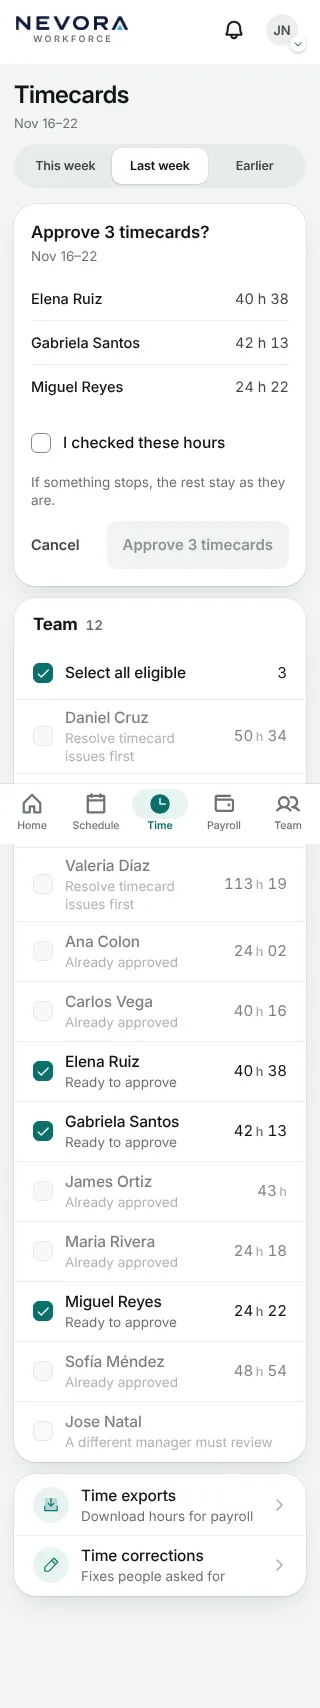 NEVORA
WORKFORCE
JN
Timecards
Nov 16–22
This week
Last week
Earlier
Approve 3 timecards?
Nov 16–22
Elena Ruiz
40 h 38
Gabriela Santos
42 h 13
Miguel Reyes
24 h 22
I checked these hours
If something stops, the rest stay as they
are.
Cancel
Approve 3 timecards
Team 12
Select all eligible
3
Daniel Cruz
Resolve timecard
issues first
50 h 34
Home
Schedule
Time
Payroll
Team
Valeria Díaz
Resolve timecard
issues first
113 h 19
Ana Colon
Already approved
24 h 02
Carlos Vega
Already approved
40 h 16
Elena Ruiz
Ready to approve
40 h 38
Gabriela Santos
Ready to approve
42 h 13
James Ortiz
Already approved
43 h
Maria Rivera
Already approved
24 h 18
Miguel Reyes
Ready to approve
24 h 22
Sofía Méndez
Already approved
48 h 54
Jose Natal
A different manager must review
Time exports
Download hours for payroll
Time corrections
Fixes people asked for